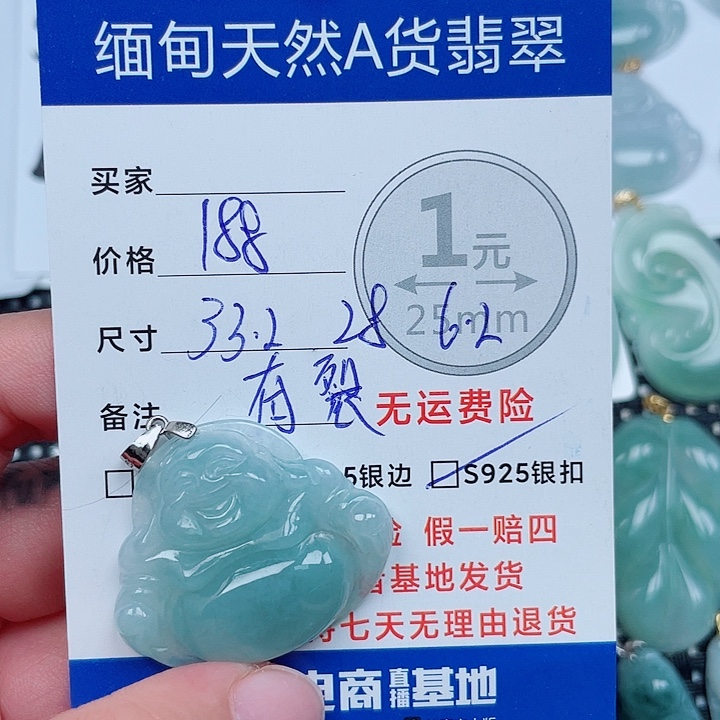 缅甸天然A货翡翠
买家
价格 188
1元
尺寸 33.2 28 6.2
25mm
备注 有裂 无运费险
5银边 S925银扣
假一赔四
基地发货
七天无理由退货
电商直播基地